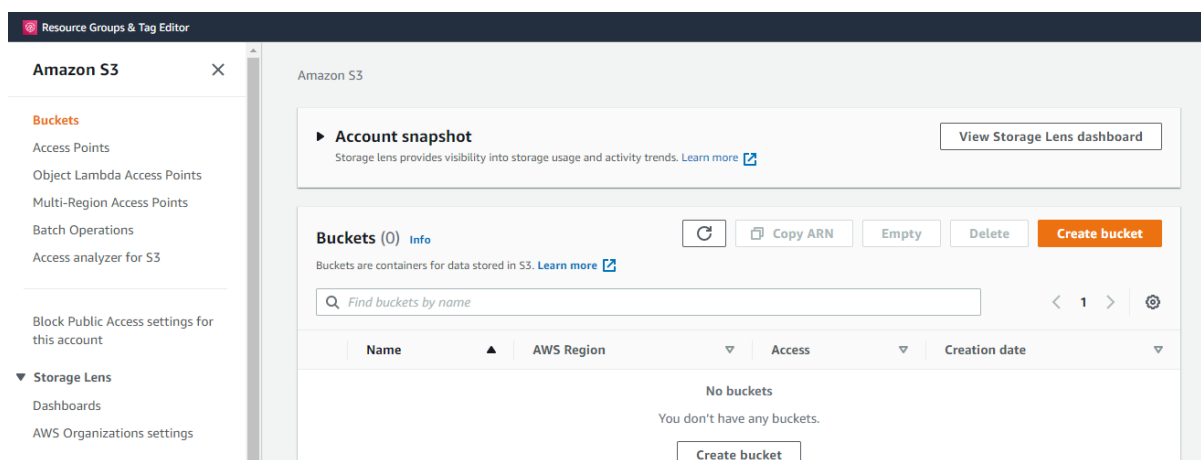 Resource Groups & Tag Editor
Amazon S3
Buckets
Access Points
Object Lambda Access Points
Multi-Region Access Points
Batch Operations
Access analyzer for S3
Block Public Access settings for
this account
Storage Lens
Dashboards
AWS Organizations settings
Amazon S3
Account snapshot
View Storage Lens dashboard
Storage lens provides visibility into storage usage and activity trends. Learn more
Buckets (0) Info
Copy ARN
Empty
Delete
Create bucket
Buckets are containers for data stored in S3. Learn more
Find buckets by name
1
Name
AWS Region
Access
Creation date
No buckets
You don't have any buckets.
Create bucket